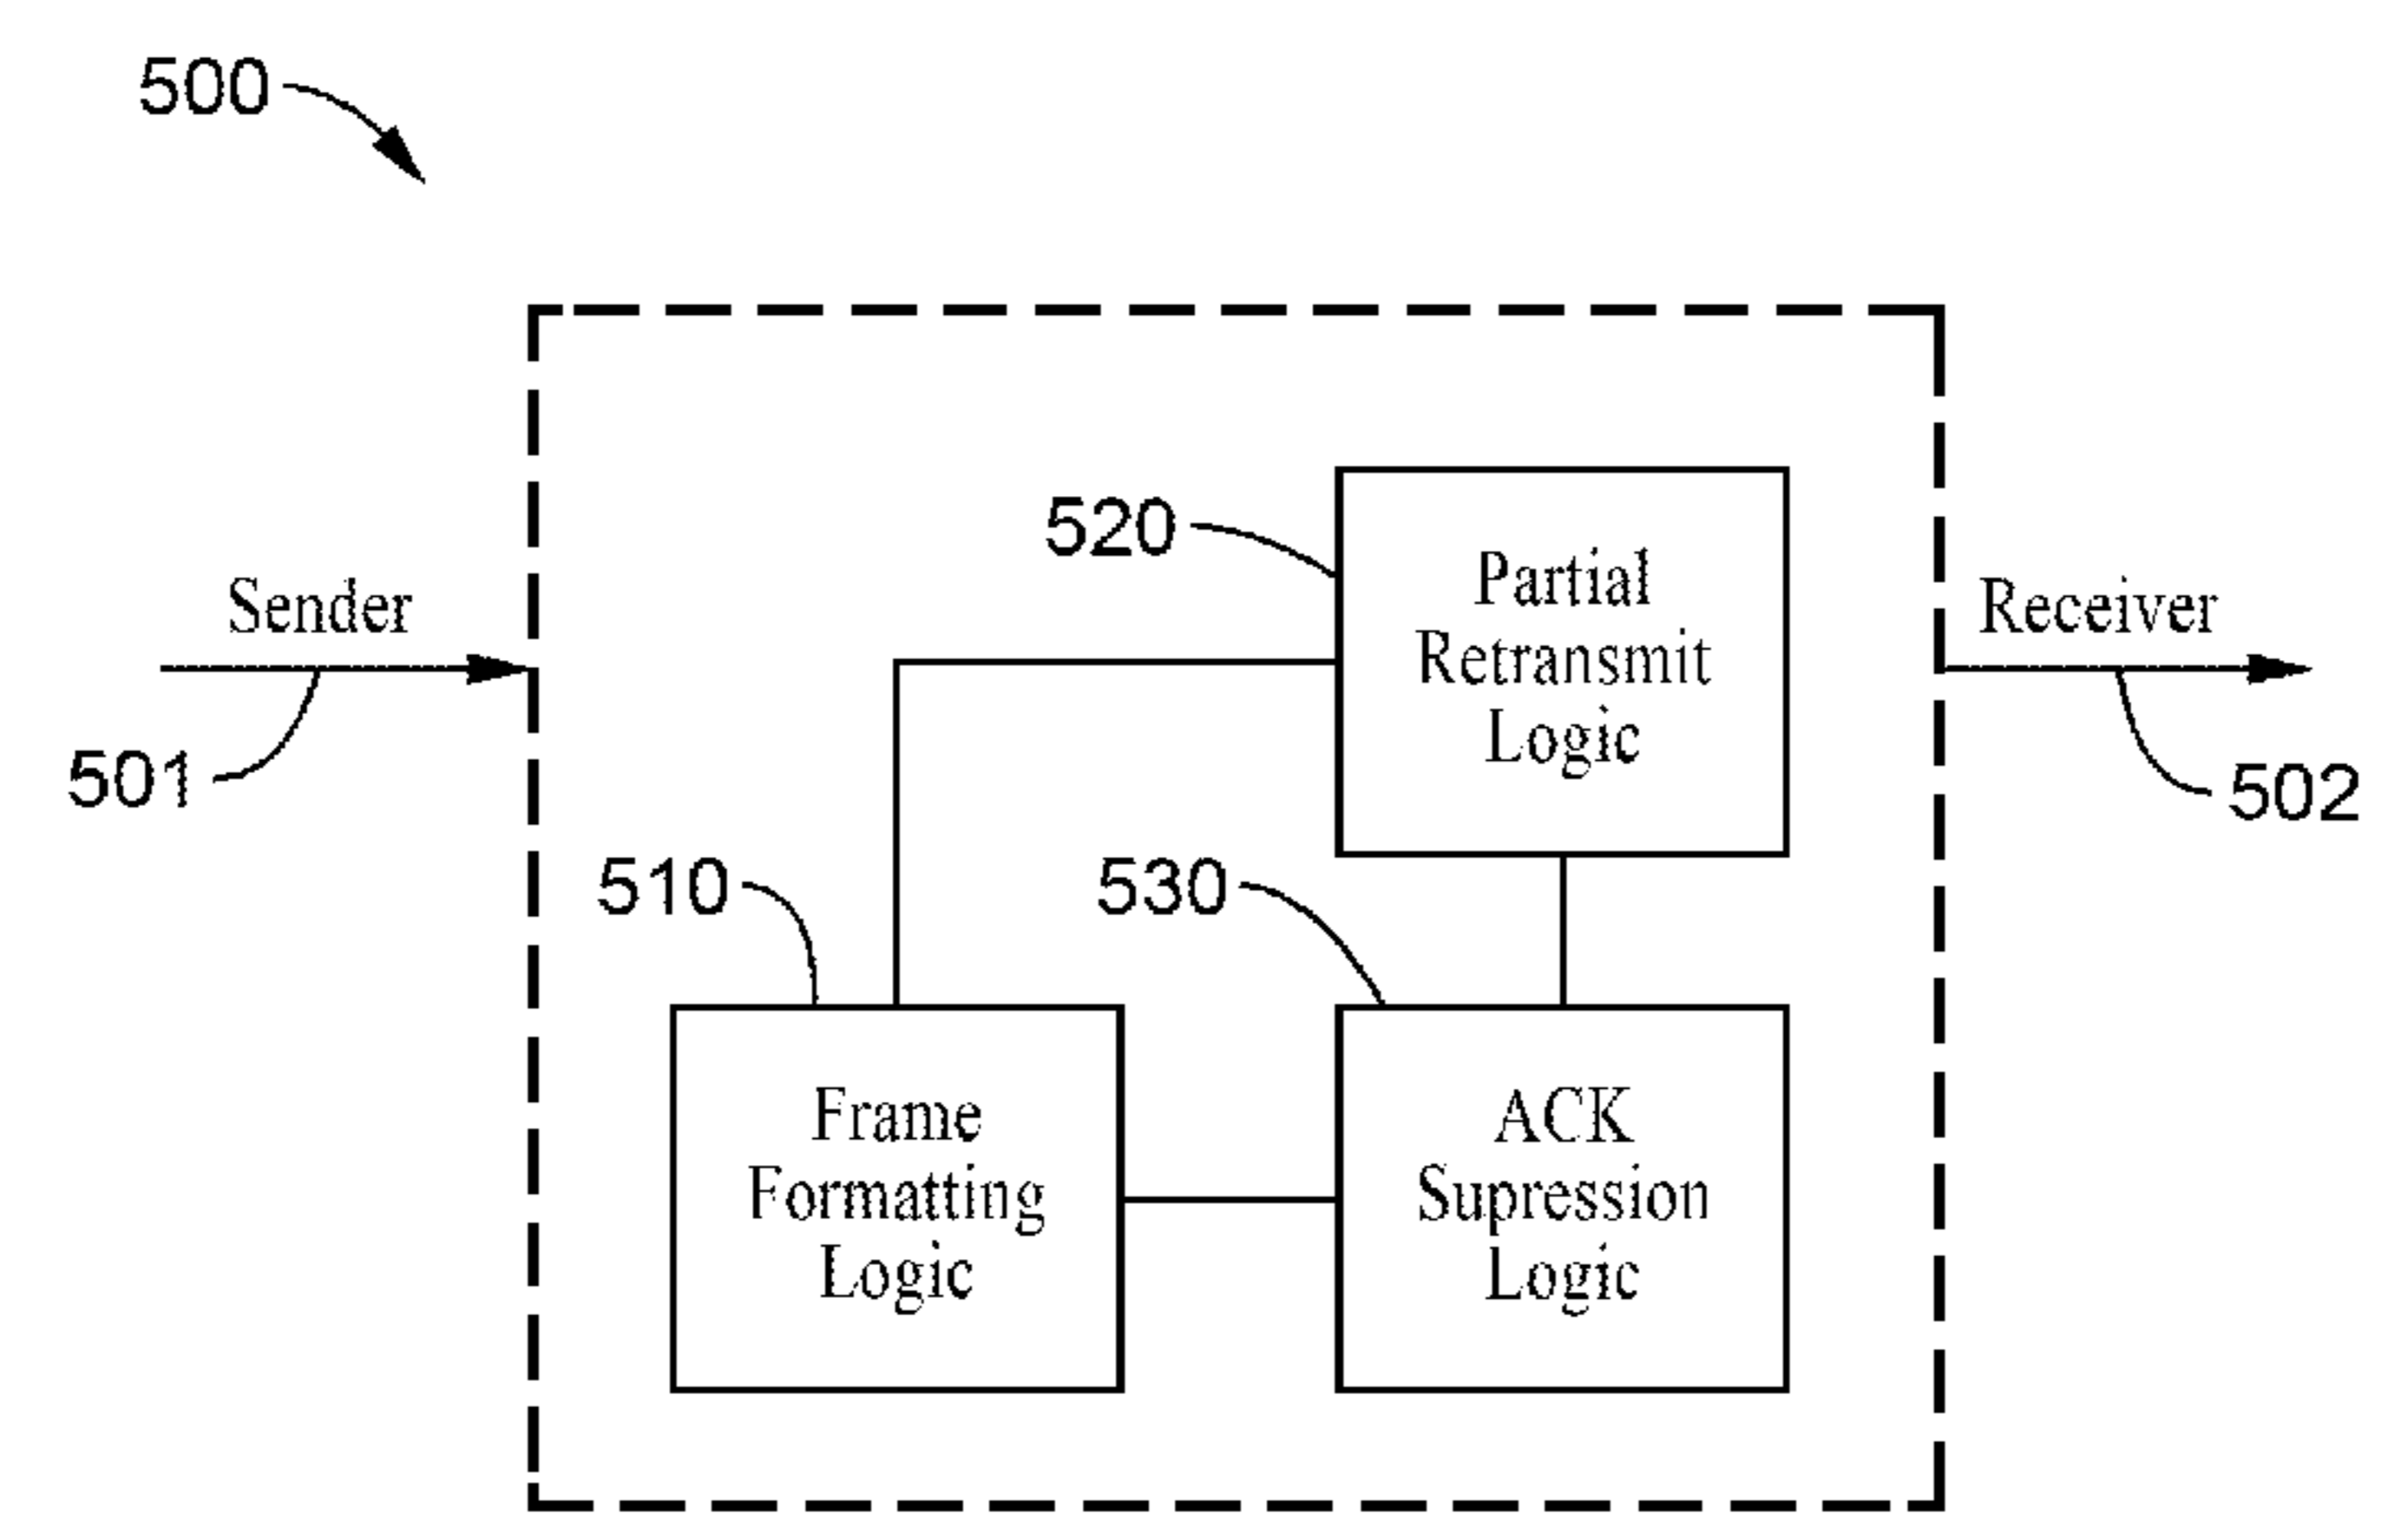 500
520
Partial
Retransmit
Logic
Sender
Receiver
501
502
510
530
Frame
Formatting
Logic
ACK
Supression
Logic